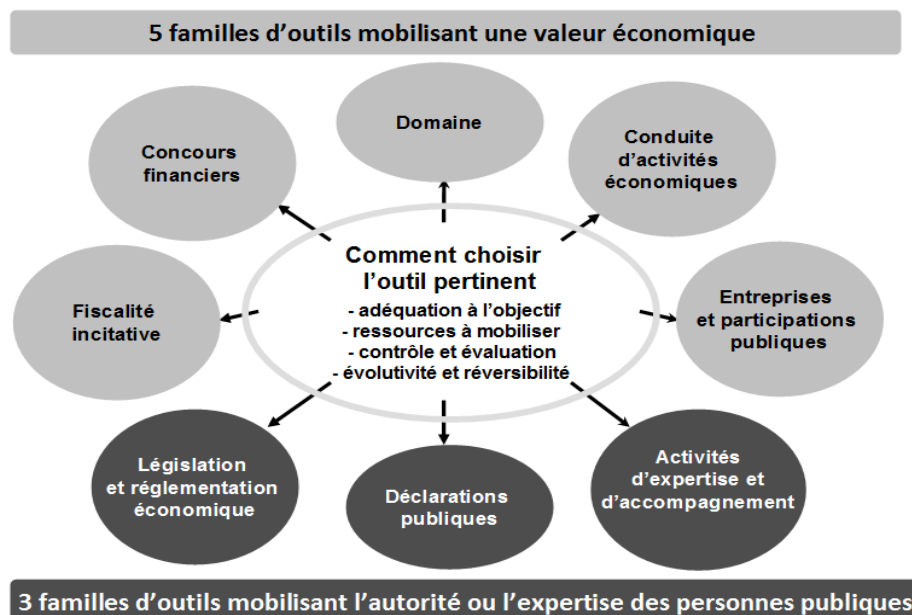 5 familles d’outils mobilisant une valeur économique
Domaine
Concours
financiers
Conduite
d’activités
économiques
Comment choisir
l’outil pertinent
- adéquation à l’objectif
- ressources à mobiliser
- contrôle et évaluation
- évolutivité et réversibilité
Fiscalité
incitative
Entreprises
et participations
publiques
Législation
et réglementation
économique
Déclarations
publiques
Activités
d’expertise et
d’accompagnement
3 familles d’outils mobilisant l’autorité ou l’expertise des personnes publiques